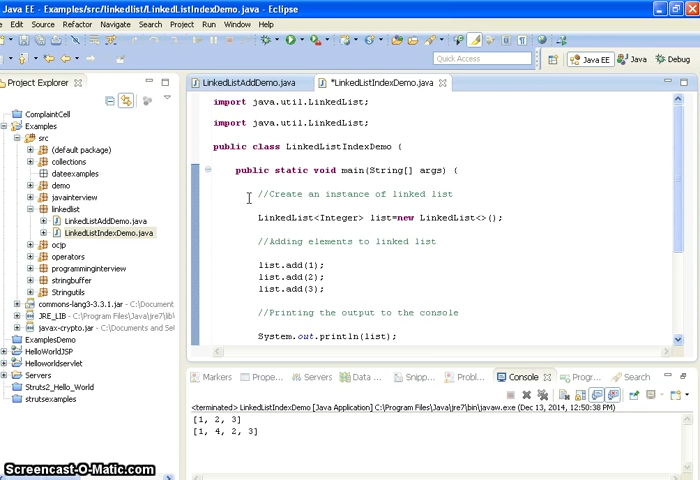 Java EE - Examples/src/linkedlist/LinkedListIndexDemo.java - Eclipse
File Edit Source Refactor Navigate Search Project Run Window Help
Quick Access
Java EE
Java
Debug
Project Explorer
ComplaintCell
Examples
src
(default package)
collections
dateexamples
demo
javainterview
linkedlist
LinkedListAddDemo.java
LinkedListIndexDemo.java
ocjp
operators
programminginterview
stringbuffer
Stringutils
commons-lang3-3.3.1.jar - C:\Document
JRE_LIB - C:\Program Files\Java\jre7\lib
javax-crypto.jar - C:\Documents and Se
ExamplesDemo
HelloWorldJSP
HelloWorldservlet
Servers
Struts2_Hello_World
strutsexamples
LinkedListAddDemo.java
*LinkedListIndexDemo.java
import java.util.LinkedList;
import java.util.LinkedList;
public class LinkedListIndexDemo {
public static void main(String[] args) {
//Create an instance of linked list
LinkedList<Integer> list=new LinkedList<>();
//Adding elements to linked list
list.add(1);
list.add(2);
list.add(3);
//Printing the output to the console
System.out.println(list);
Markers Prope... Servers Data ... Snipp... Probl... Console Progr... Search
<terminated> LinkedListIndexDemo [Java Application] C:\Program Files\Java\jre7\bin\javaw.exe (Dec 13, 2014, 12:50:38 PM)
[1, 2, 3]
[1, 4, 2, 3]
Screencast-O-Matic.com